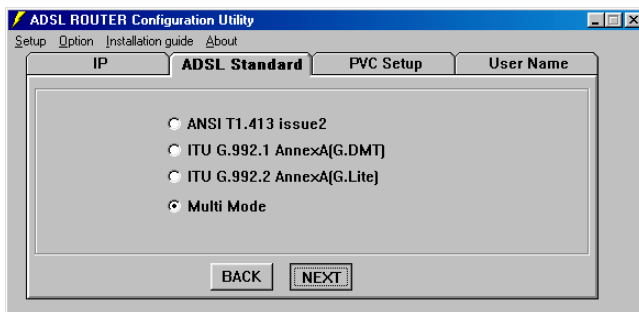 ADSL ROUTER Configuration Utility
Setup Option Installation guide About
IP ADSL Standard PVC Setup User Name
ANSI T1.413 issue2
ITU G.992.1 AnnexA(G.DMT)
ITU G.992.2 AnnexA(G.Lite)
Multi Mode
BACK NEXT